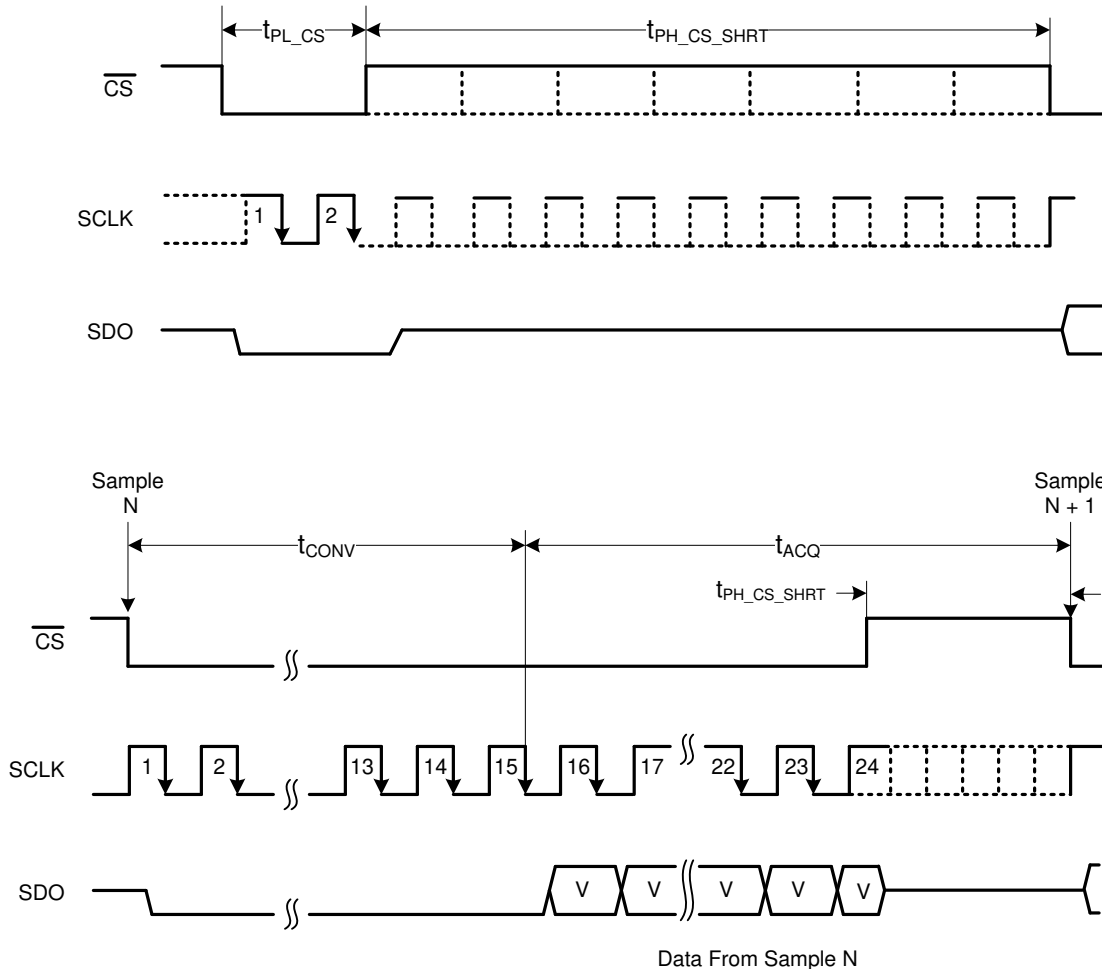 tPL_CS
tPH_CS_SHRT
CS
SCLK
1
2
SDO
Sample
N
Sample
N + 1
tCONV
tACQ
tPH_CS_SHRT
CS
SCLK
1
2
13
14
15
16
17
22
23
24
SDO
V
V
V
V
V
Data From Sample N